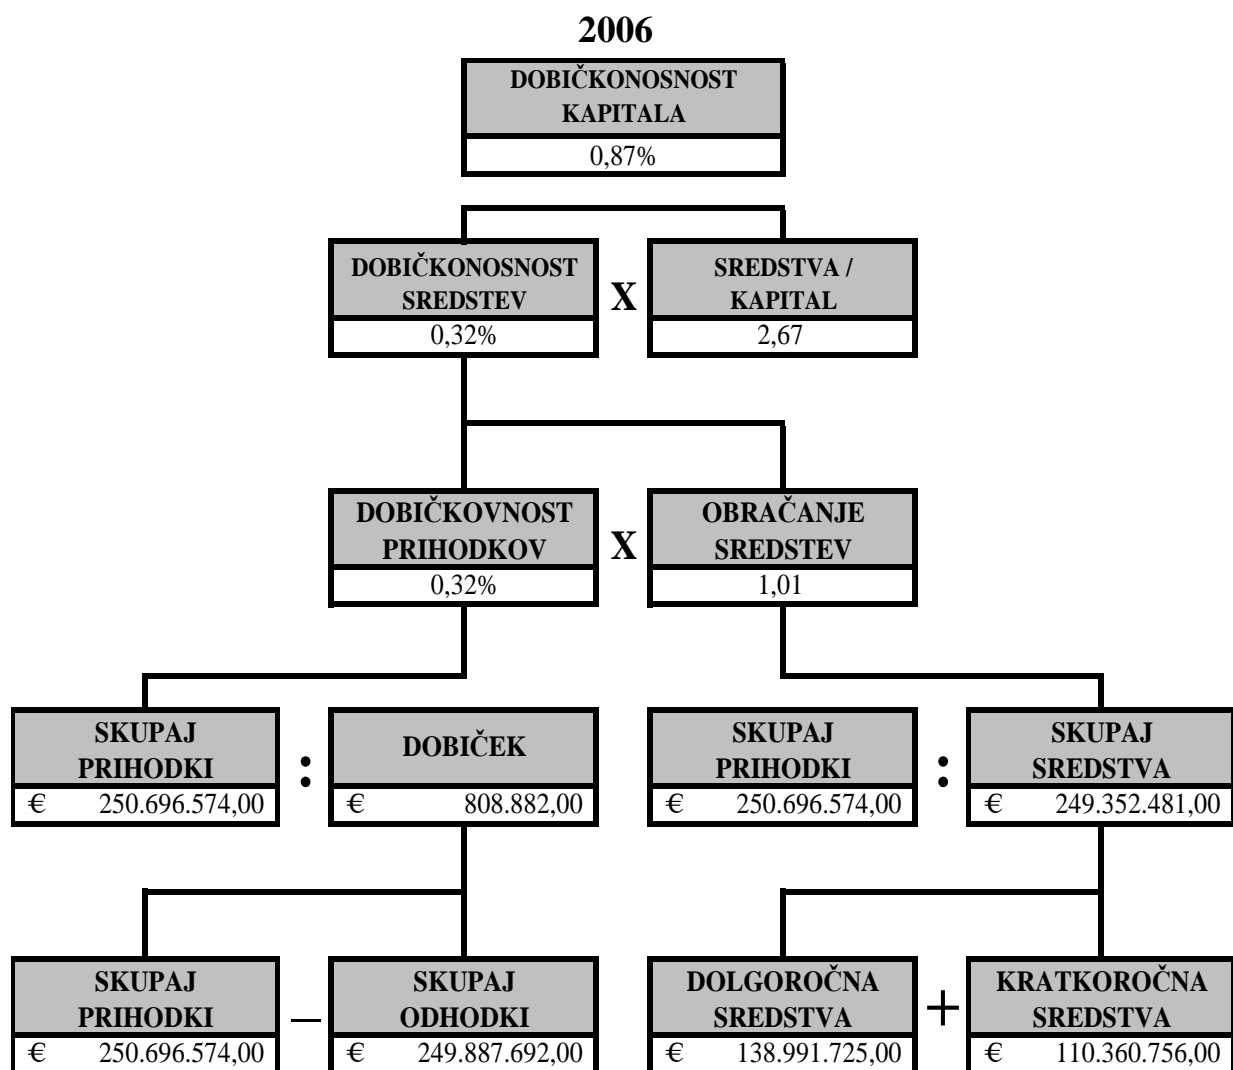 2006
DOBIČKONOSNOST
KAPITALA
0,87%
DOBIČKONOSNOST
SREDSTEV
0,32%
X
SREDSTVA /
KAPITAL
2,67
DOBIČKOVNOST
PRIHODKOV
0,32%
X
OBRAČANJE
SREDSTEV
1,01
SKUPAJ
PRIHODKI
€ 250.696.574,00
:
DOBIČEK
€ 808.882,00
SKUPAJ
PRIHODKI
€ 250.696.574,00
:
SKUPAJ
SREDSTVA
€ 249.352.481,00
SKUPAJ
PRIHODKI
€ 250.696.574,00
–
SKUPAJ
ODHODKI
€ 249.887.692,00
DOLGOROČNA
SREDSTVA
€ 138.991.725,00
+
KRATKOROČNA
SREDSTVA
€ 110.360.756,00